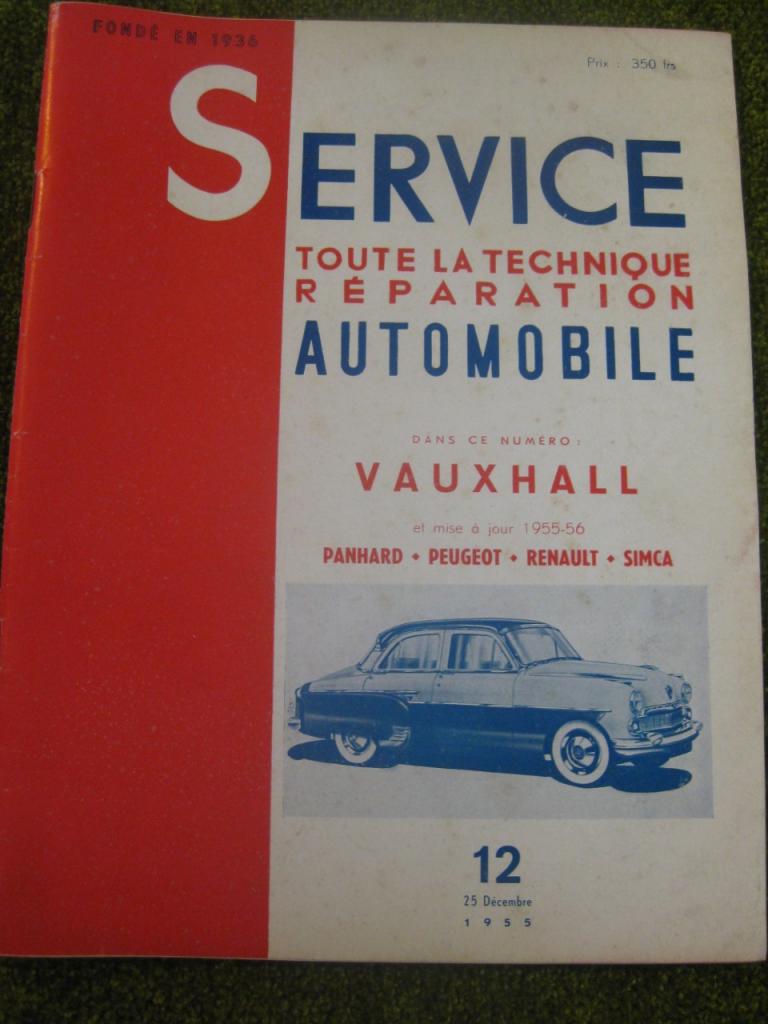 FONDÉ EN 1936
Prix : 350 frs
SERVICE
TOUTE LA TECHNIQUE
RÉPARATION
AUTOMOBILE
DANS CE NUMÉRO :
VAUXHALL
et mise à jour 1955-56
PANHARD • PEUGEOT • RENAULT • SIMCA
12
25 Décembre
1955